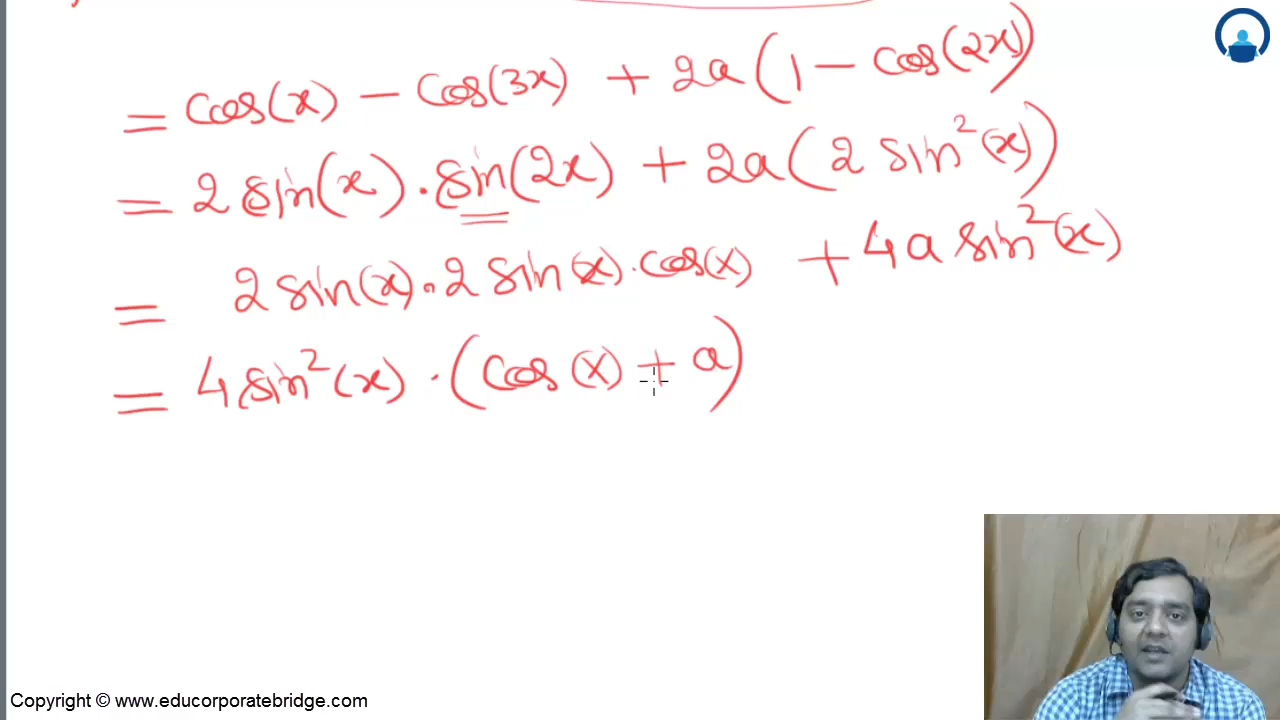 = cos(x) - cos(3x) + 2a(1 - cos(2x))
= 2 sin(x) · sin(2x) + 2a(2 sin²(x))
= 2 sin(x) · 2 sin(x) · cos(x) + 4a sin²(x)
= 4 sin²(x) · (cos(x) + a)
Copyright © www.educorporatebridge.com